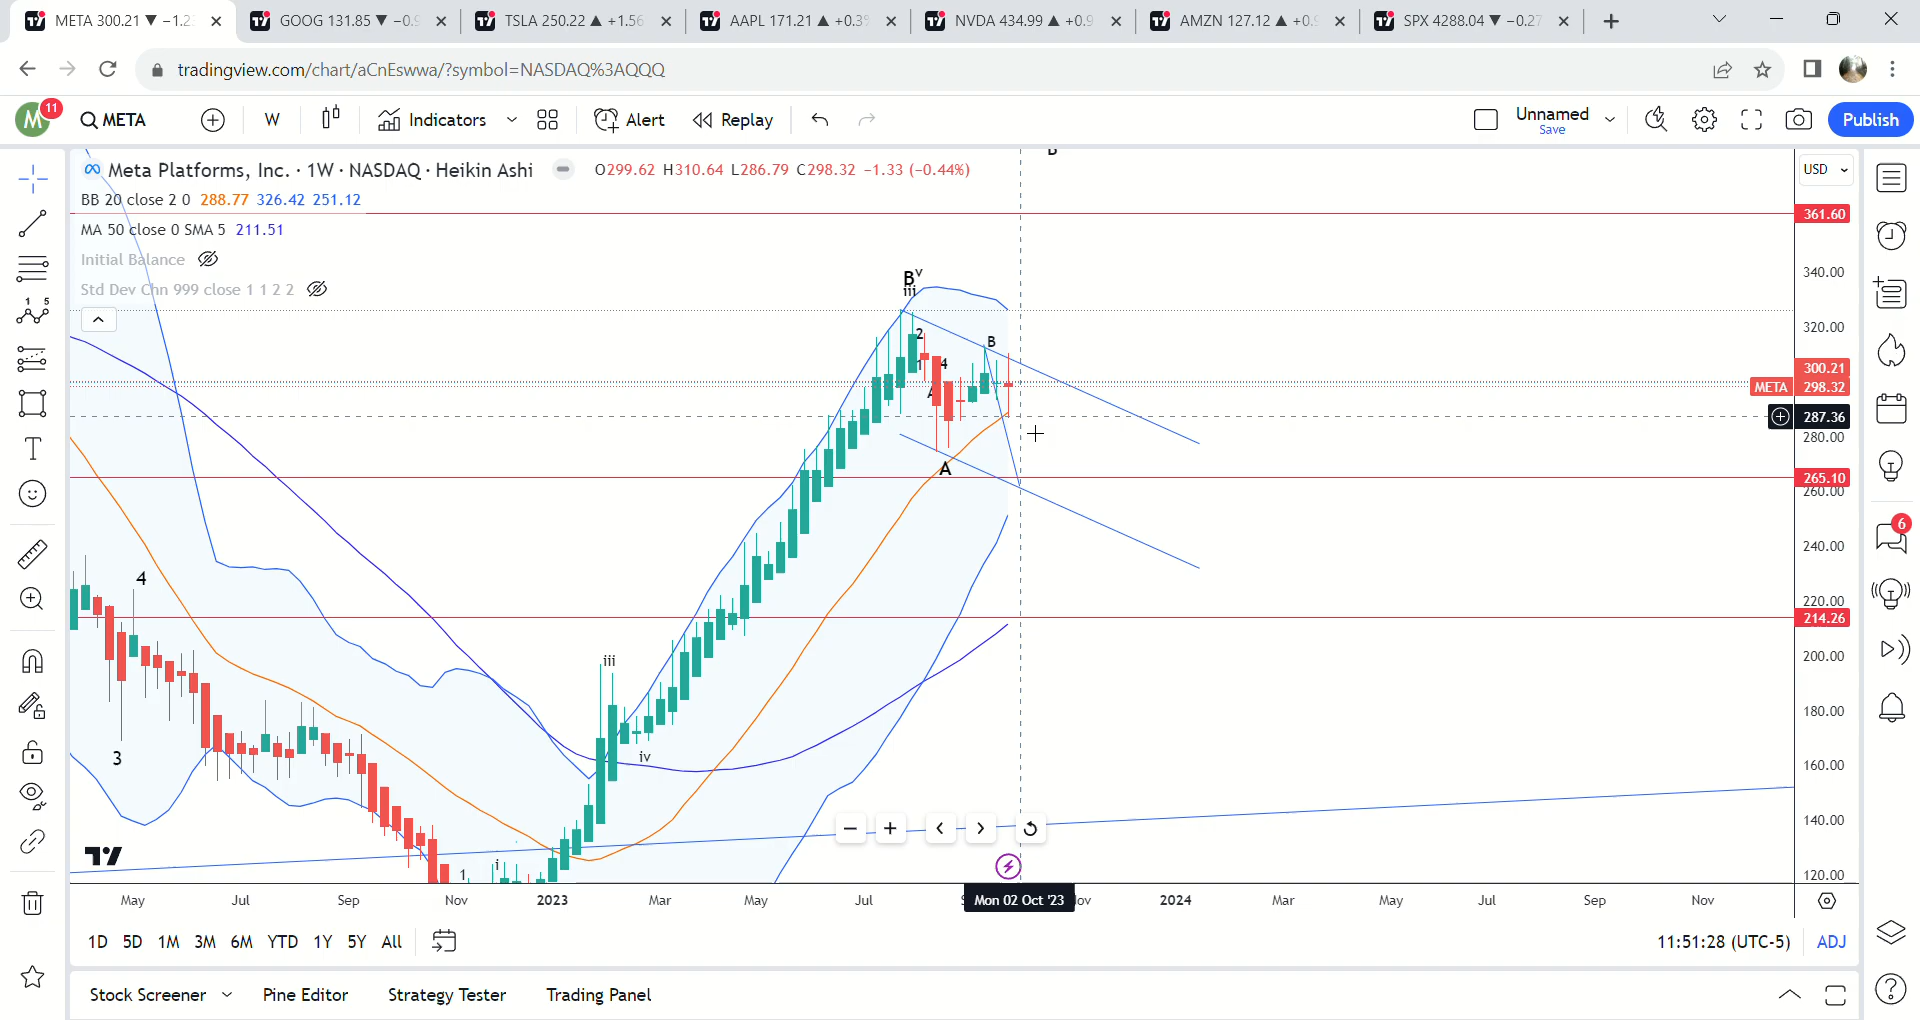 META 300.21 ▼ −1.2
GOOG 131.85 ▼ −0.9
TSLA 250.22 ▲ +1.56
AAPL 171.21 ▲ +0.3
NVDA 434.99 ▲ +0.9
AMZN 127.12 ▲ +0.
SPX 4288.04 ▼ −0.27
tradingview.com/chart/aCnEswwa/?symbol=NASDAQ%3AQQQ
M 11 META W Indicators Alert Replay Unnamed Publish
Save
B
Meta Platforms, Inc. · 1W · NASDAQ · Heikin Ashi O299.62 H310.64 L286.79 C298.32 −1.33 (−0.44%)
USD
BB 20 close 2 0 288.77 326.42 251.12
361.60
MA 50 close 0 SMA 5 211.51
Initial Balance
340.00
Std Dev Chn 999 close 1 1 2 2
B v
iii
320.00
2
B
1 4
300.21
META 298.32
A
287.36
280.00
A
265.10
260.00
240.00
4
220.00
214.26
iii
200.00
180.00
3
iv
160.00
140.00
i
1
120.00
May Jul Sep Nov 2023 Mar May Jul S Mon 02 Oct '23 ov 2024 Mar May Jul Sep Nov
1D 5D 1M 3M 6M YTD 1Y 5Y All 11:51:28 (UTC-5) ADJ
Stock Screener Pine Editor Strategy Tester Trading Panel
1 5
T
6